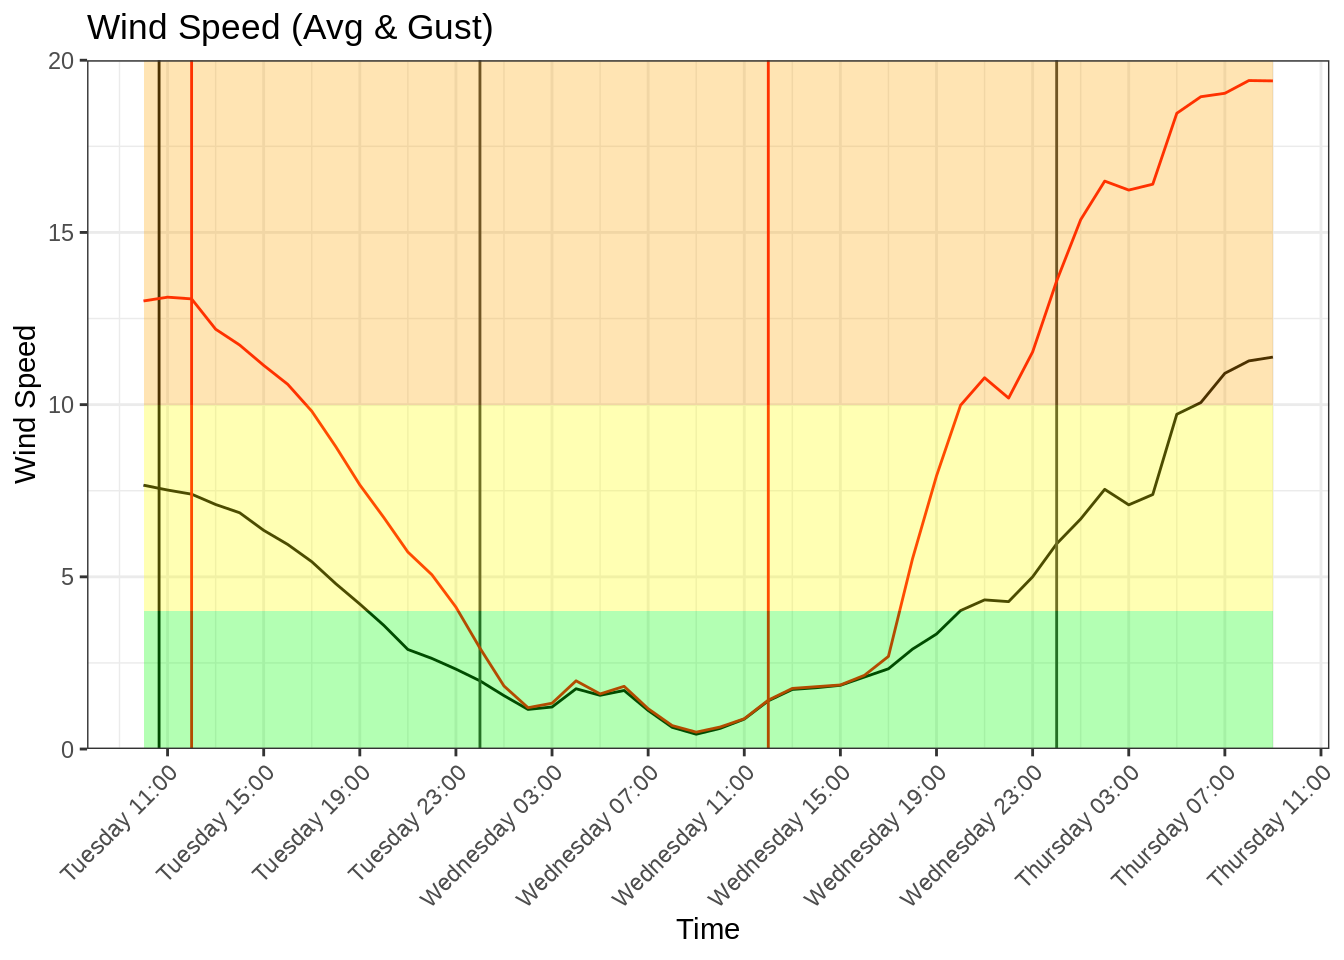 Wind Speed (Avg & Gust)
20
15
10
5
0
Wind Speed
Tuesday 11:00
Tuesday 15:00
Tuesday 19:00
Tuesday 23:00
Wednesday 03:00
Wednesday 07:00
Wednesday 11:00
Wednesday 15:00
Wednesday 19:00
Wednesday 23:00
Thursday 03:00
Thursday 07:00
Thursday 11:00
Time